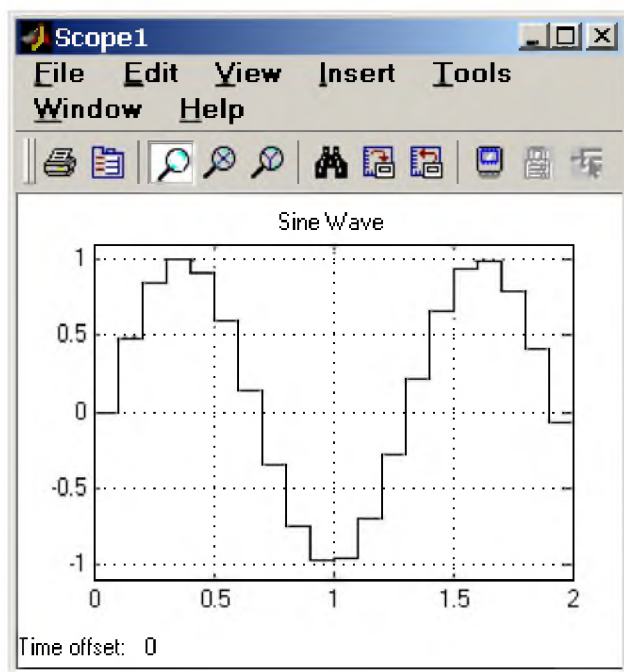 Scope1
File Edit View Insert Tools
Window Help
Sine Wave
1
0.5
0
-0.5
-1
0 0.5 1 1.5 2
Time offset: 0